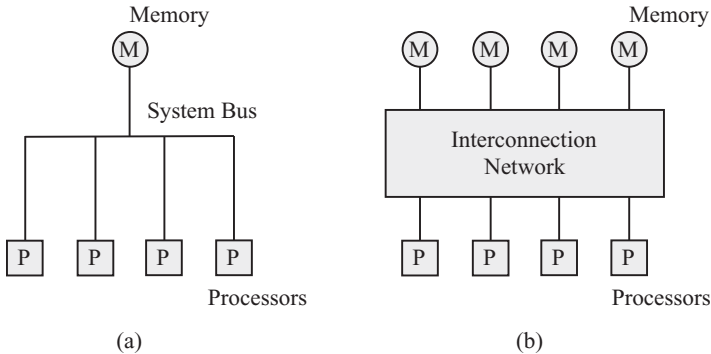 Memory
M
System Bus
P P P P
Processors
(a)
Memory
M M M M
Interconnection
Network
P P P P
Processors
(b)